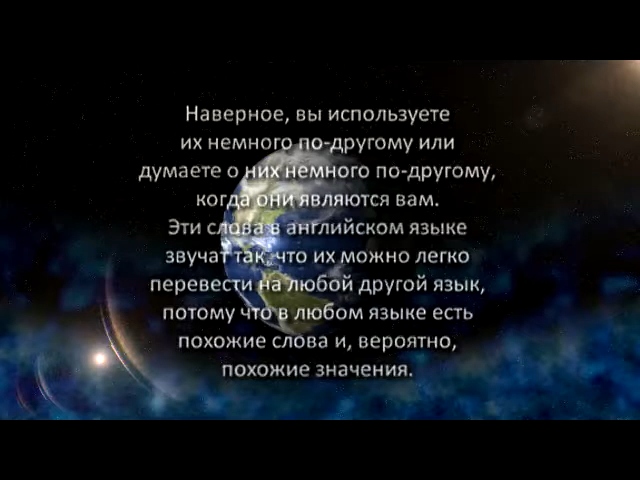 Наверное, вы используете
их немного по-другому или
думаете о них немного по-другому,
когда они являются вам.
Эти слова в английском языке
звучат так, что их можно легко
перевести на любой другой язык,
потому что в любом языке есть
похожие слова и, вероятно,
похожие значения.